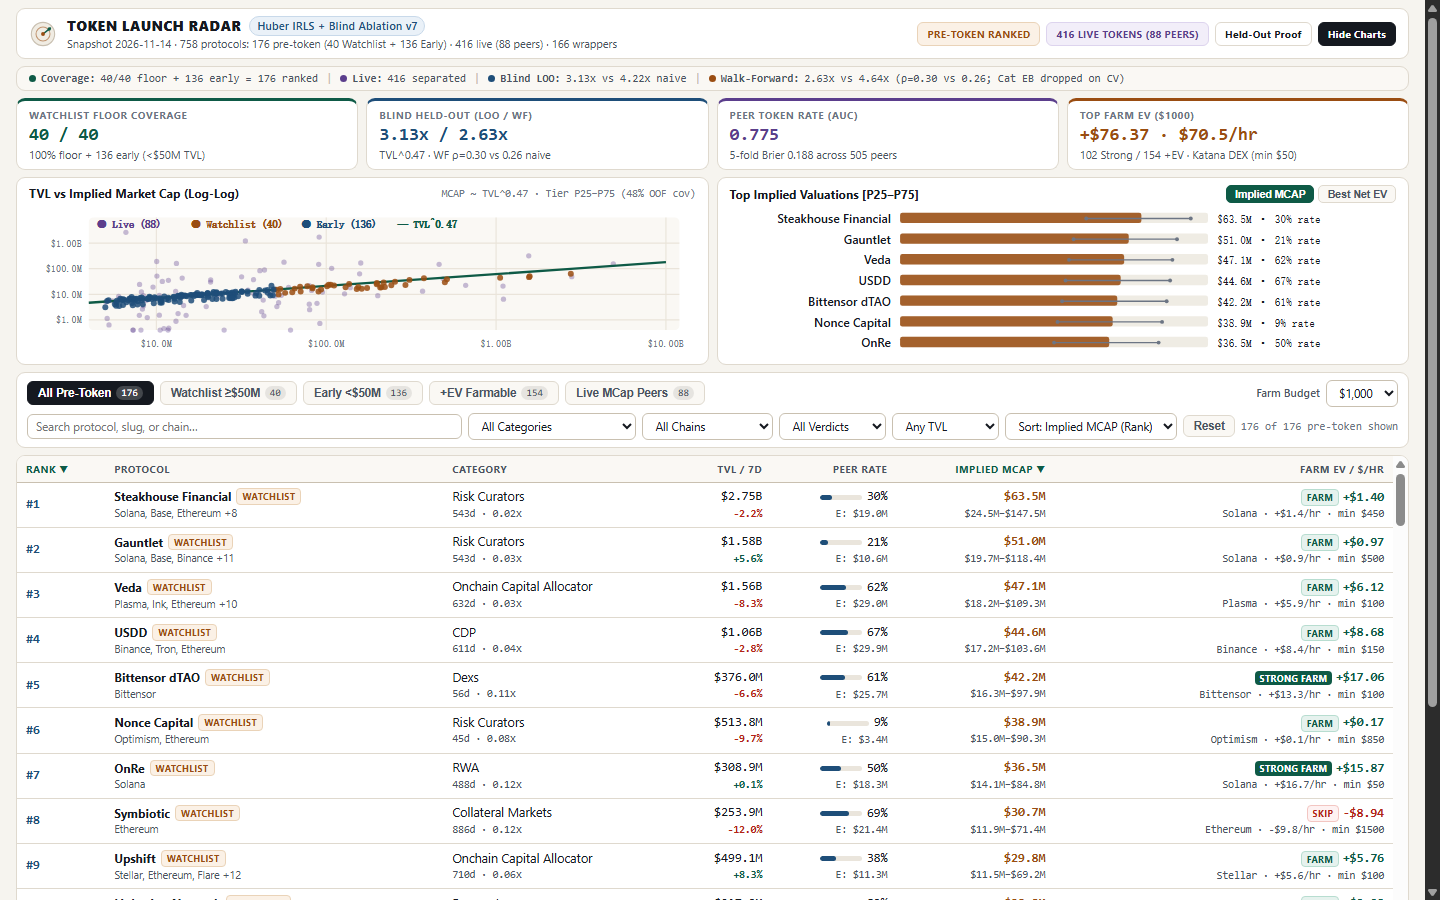 TOKEN LAUNCH RADAR Huber IRLS + Blind Ablation v7
Snapshot 2026-11-14 · 758 protocols: 176 pre-token (40 Watchlist + 136 Early) · 416 live (88 peers) · 166 wrappers
PRE-TOKEN RANKED 416 LIVE TOKENS (88 PEERS) Held-Out Proof Hide Charts
Coverage: 40/40 floor + 136 early = 176 ranked | Live: 416 separated | Blind LOO: 3.13x vs 4.22x naive | Walk-Forward: 2.63x vs 4.64x (ρ=0.30 vs 0.26; Cat EB dropped on CV)
WATCHLIST FLOOR COVERAGE
40 / 40
100% floor + 136 early (<$50M TVL)
BLIND HELD-OUT (LOO / WF)
3.13x / 2.63x
TVL^0.47 · WF ρ=0.30 vs 0.26 naive
PEER TOKEN RATE (AUC)
0.775
5-fold Brier 0.188 across 505 peers
TOP FARM EV ($1000)
+$76.37 · $70.5/hr
102 Strong / 154 +EV · Katana DEX (min $50)
TVL vs Implied Market Cap (Log-Log) MCAP ~ TVL^0.47 · Tier P25-P75 (48% OOF cov)
Live (88) Watchlist (40) Early (136) TVL^0.47
$1.00B
$100.0M
$10.0M
$1.0M
$10.0M $100.0M $1.00B $10.00B
Top Implied Valuations [P25-P75] Implied MCAP Best Net EV
Steakhouse Financial $63.5M · 30% rate
Gauntlet $51.0M · 21% rate
Veda $47.1M · 62% rate
USDD $44.6M · 67% rate
Bittensor dTAO $42.2M · 61% rate
Nonce Capital $38.9M · 9% rate
OnRe $36.5M · 50% rate
All Pre-Token 176 Watchlist ≥$50M 40 Early <$50M 136 +EV Farmable 154 Live MCap Peers 88 Farm Budget $1,000
Search protocol, slug, or chain... All Categories All Chains All Verdicts Any TVL Sort: Implied MCAP (Rank) Reset 176 of 176 pre-token shown
RANK ▼ PROTOCOL CATEGORY TVL / 7D PEER RATE IMPLIED MCAP ▼ FARM EV / $/HR
#1 Steakhouse Financial WATCHLIST Risk Curators $2.75B 30% $63.5M FARM +$1.40
Solana, Base, Ethereum +8 543d · 0.02x -2.2% E: $19.0M $24.5M–$147.5M Solana · +$1.4/hr · min $450
#2 Gauntlet WATCHLIST Risk Curators $1.58B 21% $51.0M FARM +$0.97
Solana, Base, Binance +11 543d · 0.03x +5.6% E: $10.6M $19.7M–$118.4M Solana · +$0.9/hr · min $500
#3 Veda WATCHLIST Onchain Capital Allocator $1.56B 62% $47.1M FARM +$6.12
Plasma, Ink, Ethereum +10 632d · 0.03x -8.3% E: $29.0M $18.2M–$109.3M Plasma · +$5.9/hr · min $100
#4 USDD WATCHLIST CDP $1.06B 67% $44.6M FARM +$8.68
Binance, Tron, Ethereum 611d · 0.04x -2.8% E: $29.9M $17.2M–$103.6M Binance · +$8.4/hr · min $150
#5 Bittensor dTAO WATCHLIST Dexs $376.0M 61% $42.2M STRONG FARM +$17.06
Bittensor 56d · 0.11x -6.6% E: $25.7M $16.3M–$97.9M Bittensor · +$13.3/hr · min $100
#6 Nonce Capital WATCHLIST Risk Curators $513.8M 9% $38.9M FARM +$0.17
Optimism, Ethereum 45d · 0.08x -9.7% E: $3.4M $15.0M–$90.3M Optimism · +$0.1/hr · min $850
#7 OnRe WATCHLIST RWA $308.9M 50% $36.5M STRONG FARM +$15.87
Solana 488d · 0.12x +0.1% E: $18.3M $14.1M–$84.8M Solana · +$16.7/hr · min $50
#8 Symbiotic WATCHLIST Collateral Markets $253.9M 69% $30.7M SKIP -$8.94
Ethereum 886d · 0.12x -12.0% E: $21.4M $11.9M–$71.4M Ethereum · -$9.8/hr · min $1500
#9 Upshift WATCHLIST Onchain Capital Allocator $499.1M 38% $29.8M FARM +$5.76
Stellar, Ethereum, Flare +12 710d · 0.06x +8.3% E: $11.3M $11.5M–$69.2M Stellar · +$5.6/hr · min $100